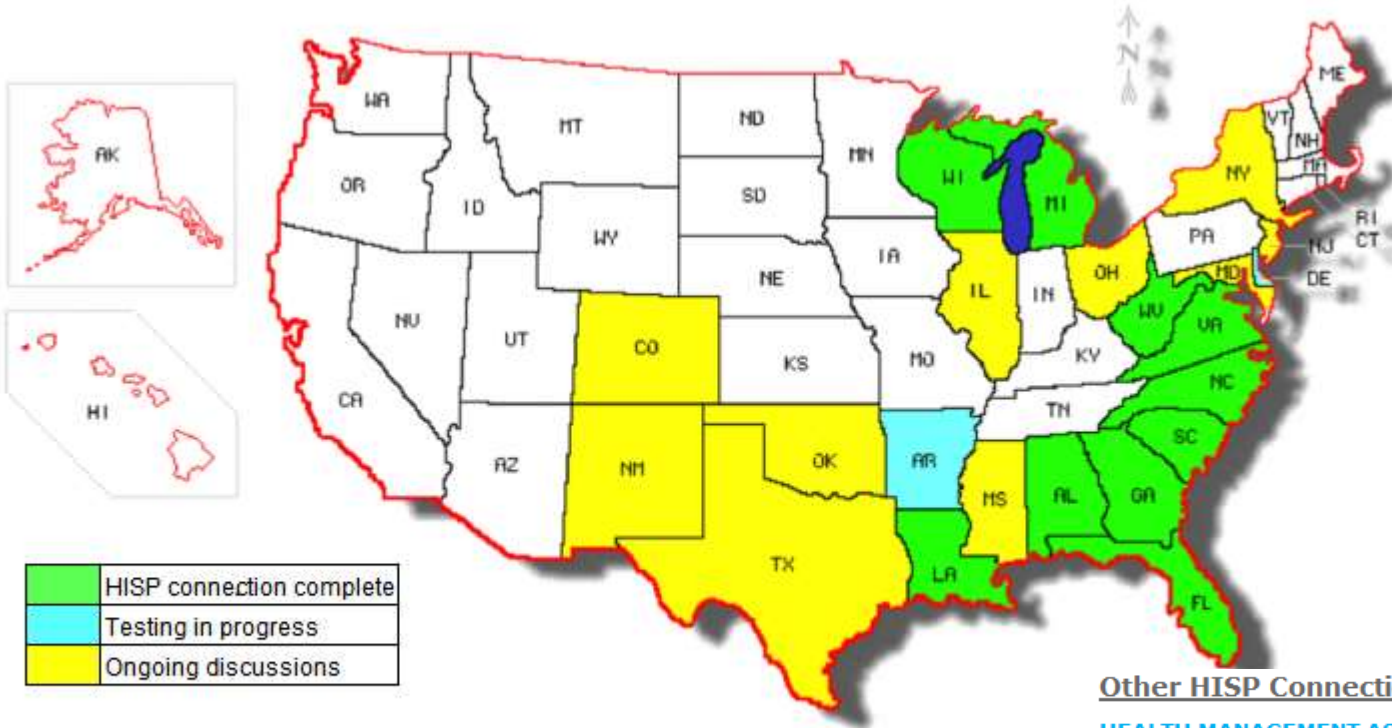 N
WA
MT
ND
MN
ME
VT
NH
MA
RI
CT
NY
OR
ID
SD
WI
MI
WY
IA
PA
NJ
DE
NE
IL
IN
OH
MD
NV
UT
CO
KS
MO
KY
WV
VA
CA
TN
NC
AZ
NM
OK
AR
SC
MS
AL
GA
TX
LA
FL
AK
HI
HISP connection complete
Testing in progress
Ongoing discussions
Other HISP Connecti